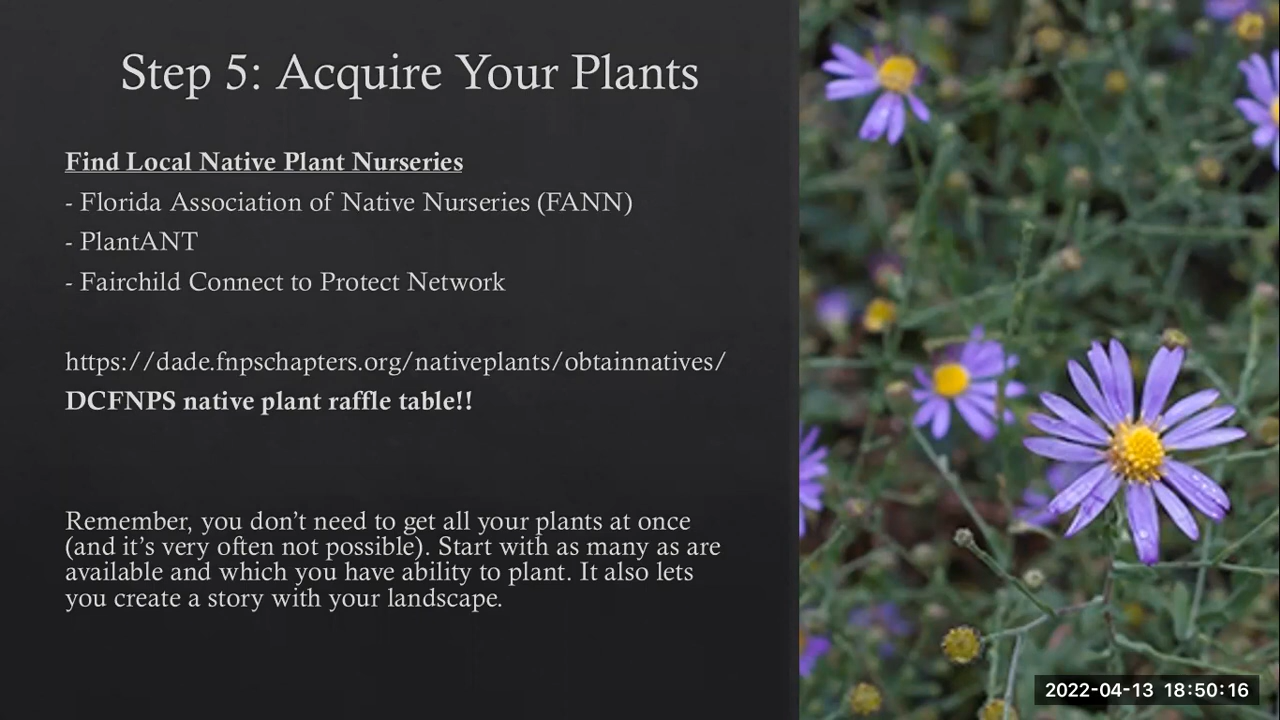 Step 5: Acquire Your Plants
Find Local Native Plant Nurseries
- Florida Association of Native Nurseries (FANN)
- PlantANT
- Fairchild Connect to Protect Network
https://dade.fnpschapters.org/nativeplants/obtainnatives/
DCFNPS native plant raffle table!!
Remember, you don’t need to get all your plants at once
(and it’s very often not possible). Start with as many as are
available and which you have ability to plant. It also lets
you create a story with your landscape.
2022-04-13 18:50:16